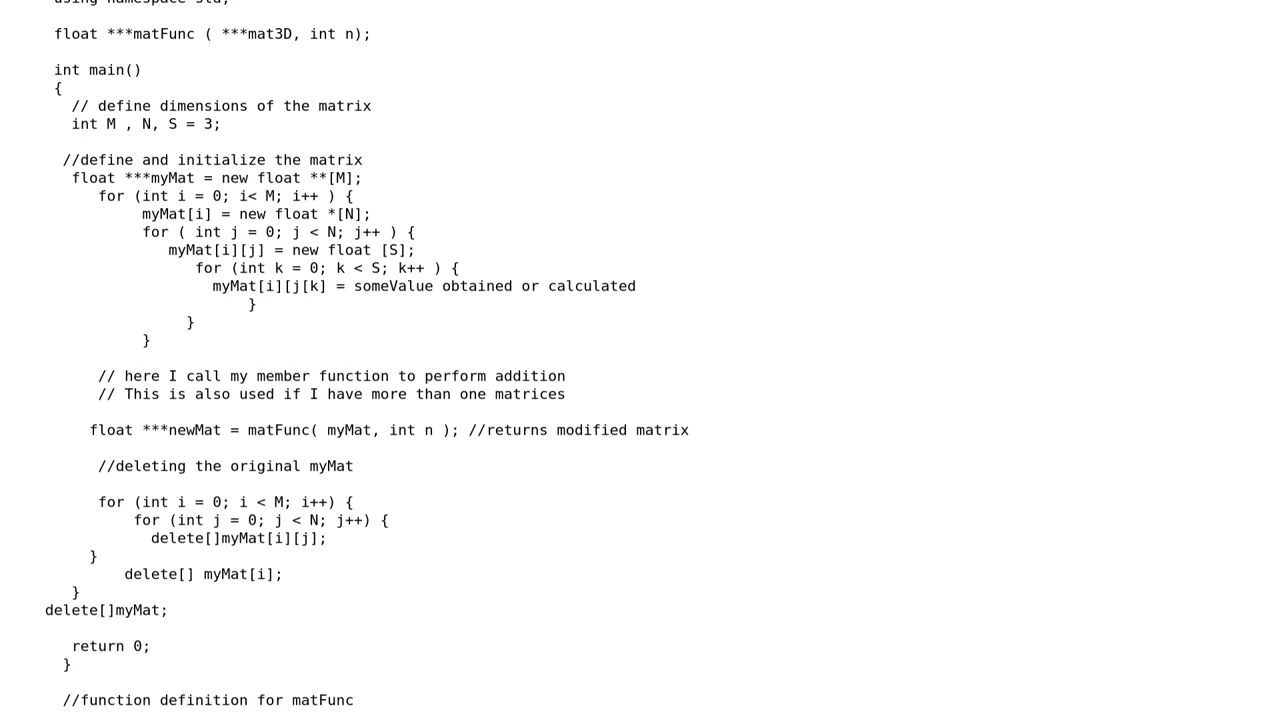 using namespace std;
float ***matFunc ( ***mat3D, int n);
int main()
{
// define dimensions of the matrix
int M , N, S = 3;
//define and initialize the matrix
float ***myMat = new float **[M];
for (int i = 0; i< M; i++ ) {
myMat[i] = new float *[N];
for ( int j = 0; j < N; j++ ) {
myMat[i][j] = new float [S];
for (int k = 0; k < S; k++ ) {
myMat[i][j[k] = someValue obtained or calculated
}
}
}
// here I call my member function to perform addition
// This is also used if I have more than one matrices
float ***newMat = matFunc( myMat, int n ); //returns modified matrix
//deleting the original myMat
for (int i = 0; i < M; i++) {
for (int j = 0; j < N; j++) {
delete[]myMat[i][j];
}
delete[] myMat[i];
}
delete[]myMat;
return 0;
}
//function definition for matFunc